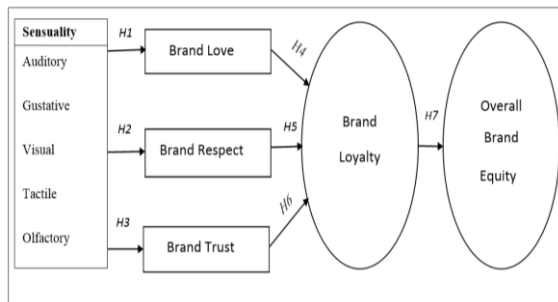 Sensuality
Auditory
Gustative
Visual
Tactile
Olfactory
H1
H2
H3
Brand Love
Brand Respect
Brand Trust
H4
H5
H6
Brand
Loyalty
H7
Overall
Brand
Equity